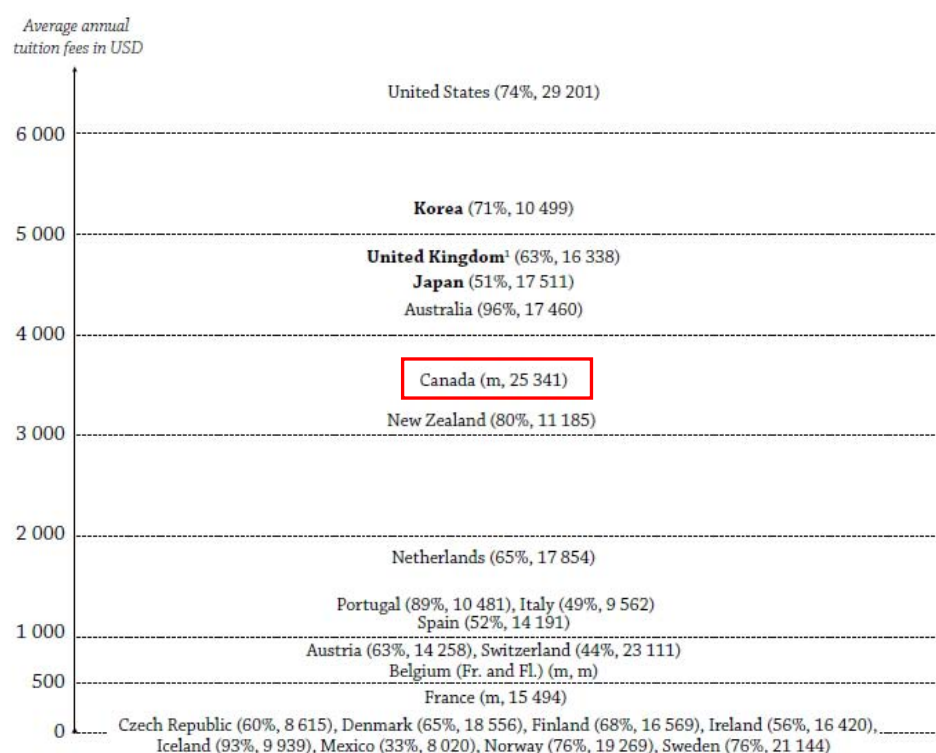 Average annual
tuition fees in USD
United States (74%, 29 201)
6 000
Korea (71%, 10 499)
5 000
United Kingdom¹ (63%, 16 338)
Japan (51%, 17 511)
Australia (96%, 17 460)
4 000
Canada (m, 25 341)
New Zealand (80%, 11 185)
3 000
2 000
Netherlands (65%, 17 854)
Portugal (89%, 10 481), Italy (49%, 9 562)
Spain (52%, 14 191)
1 000
Austria (63%, 14 258), Switzerland (44%, 23 111)
Belgium (Fr. and Fl.) (m, m)
500
France (m, 15 494)
0
Czech Republic (60%, 8 615), Denmark (65%, 18 556), Finland (68%, 16 569), Ireland (56%, 16 420),
Iceland (93%, 9 939), Mexico (33%, 8 020), Norway (76%, 19 269), Sweden (76%, 21 144)